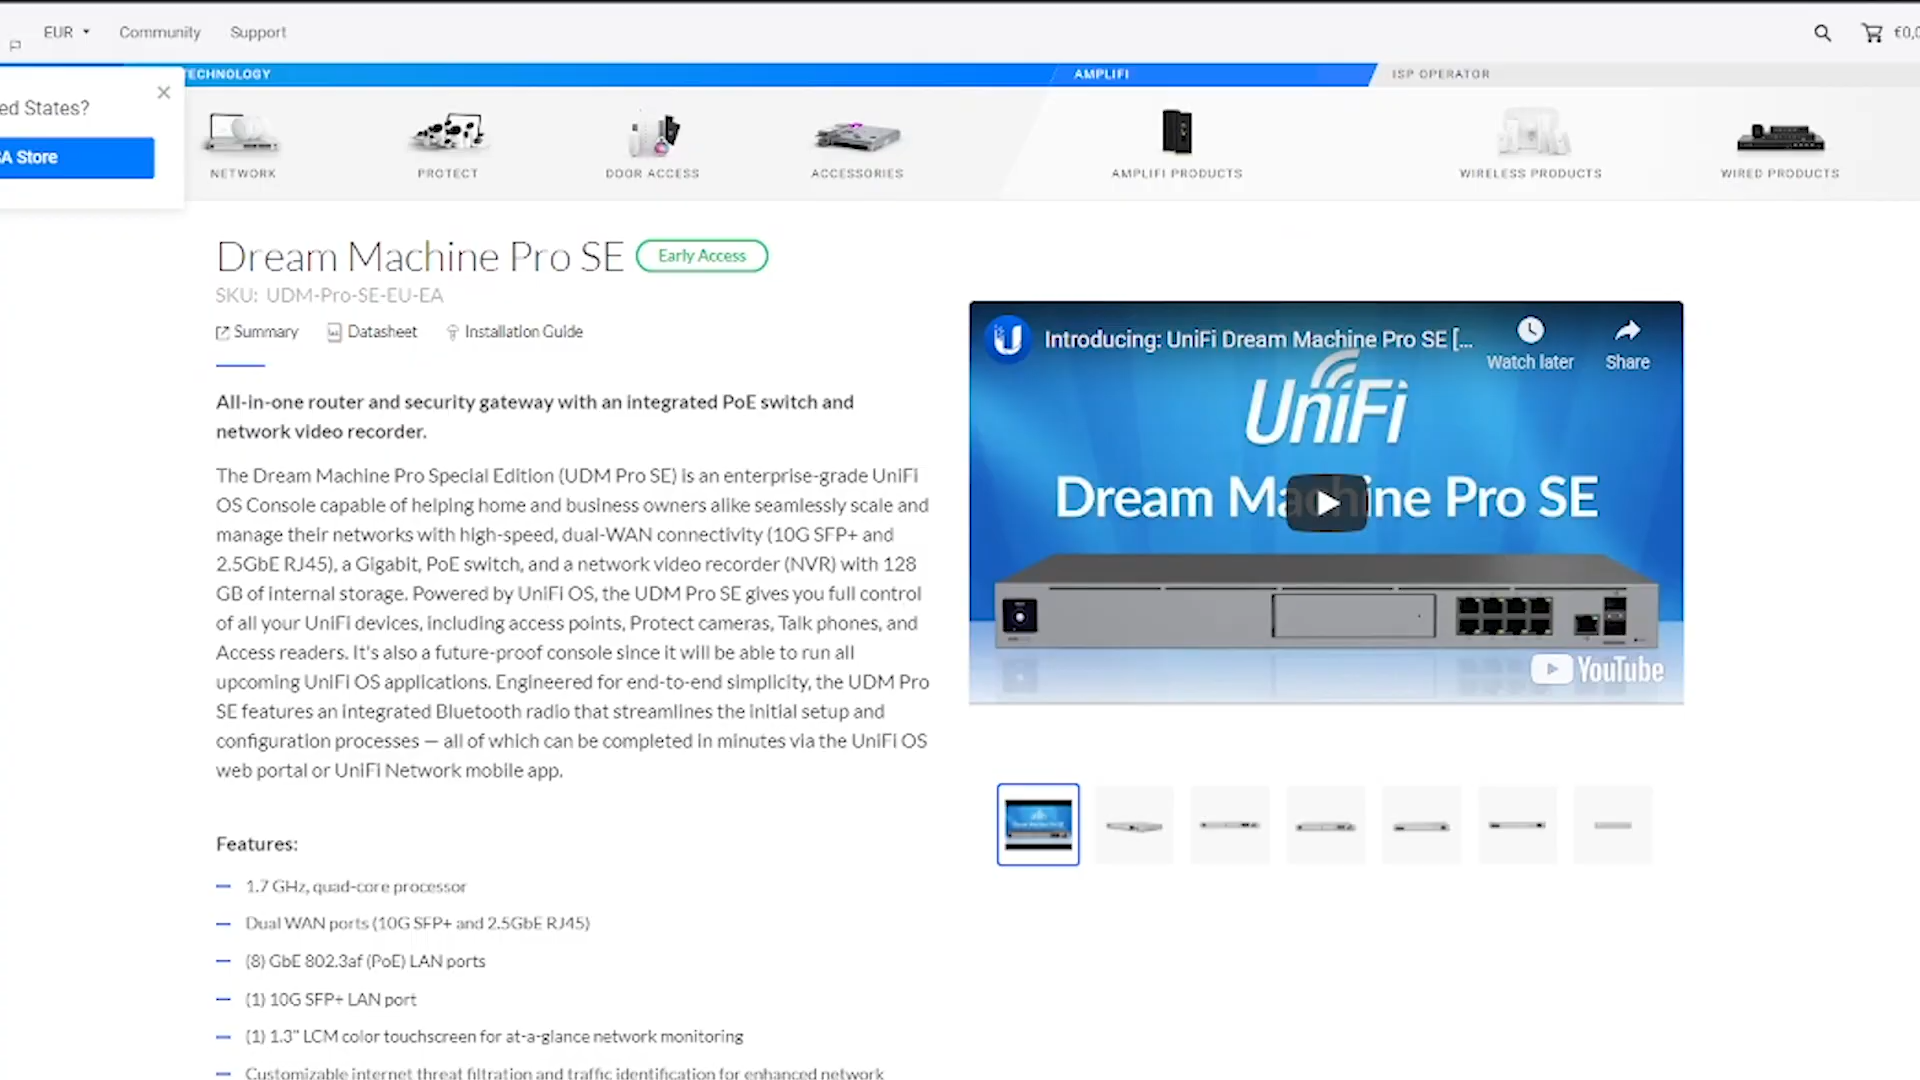 EUR
Community
Support
€0,0
TECHNOLOGY
AMPLIFI
ISP OPERATOR
ed States?
A Store
NETWORK
PROTECT
DOOR ACCESS
ACCESSORIES
AMPLIFI PRODUCTS
WIRELESS PRODUCTS
WIRED PRODUCTS
Dream Machine Pro SE
Early Access
SKU: UDM-Pro-SE-EU-EA
Summary
Datasheet
Installation Guide
All-in-one router and security gateway with an integrated PoE switch and
network video recorder.
The Dream Machine Pro Special Edition (UDM Pro SE) is an enterprise-grade UniFi
OS Console capable of helping home and business owners alike seamlessly scale and
manage their networks with high-speed, dual-WAN connectivity (10G SFP+ and
2.5GbE RJ45), a Gigabit, PoE switch, and a network video recorder (NVR) with 128
GB of internal storage. Powered by UniFi OS, the UDM Pro SE gives you full control
of all your UniFi devices, including access points, Protect cameras, Talk phones, and
Access readers. It's also a future-proof console since it will be able to run all
upcoming UniFi OS applications. Engineered for end-to-end simplicity, the UDM Pro
SE features an integrated Bluetooth radio that streamlines the initial setup and
configuration processes — all of which can be completed in minutes via the UniFi OS
web portal or UniFi Network mobile app.
Features:
1.7 GHz, quad-core processor
Dual WAN ports (10G SFP+ and 2.5GbE RJ45)
(8) GbE 802.3af (PoE) LAN ports
(1) 10G SFP+ LAN port
(1) 1.3" LCM color touchscreen for at-a-glance network monitoring
Customizable internet threat filtration and traffic identification for enhanced network
Introducing: UniFi Dream Machine Pro SE [...
Watch later
Share
UniFi
Dream Machine Pro SE
YouTube